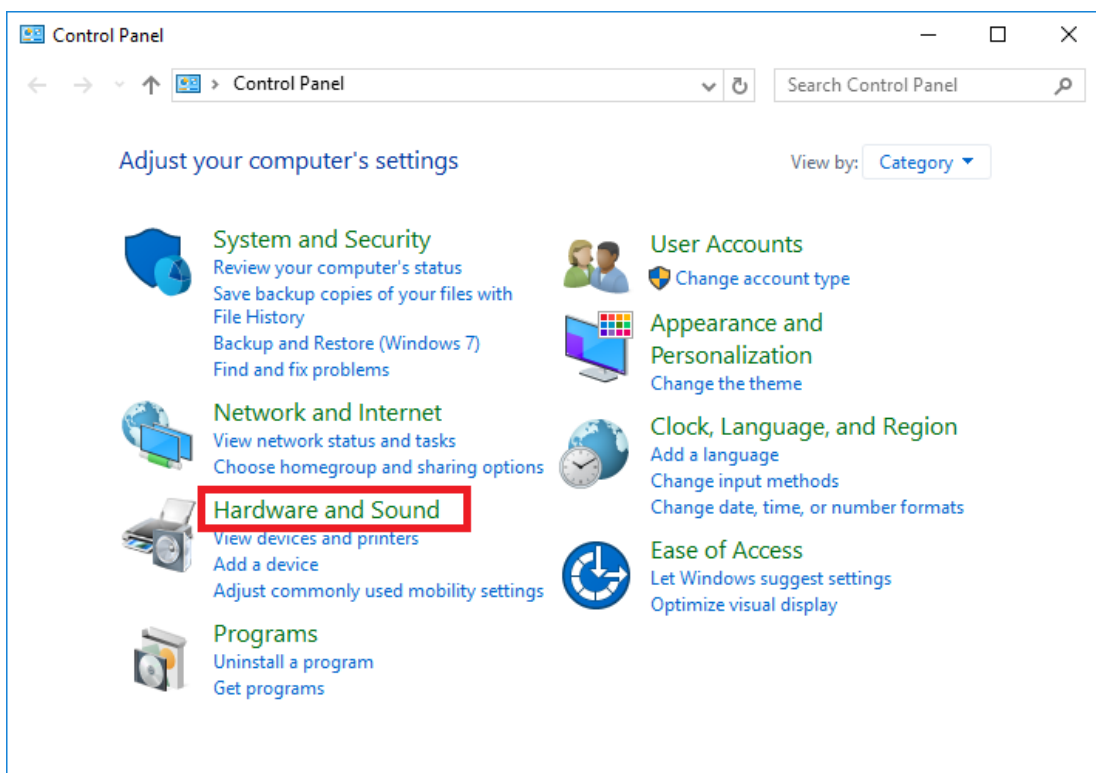 Control Panel
Control Panel
Search Control Panel
Adjust your computer's settings
View by: Category
System and Security
Review your computer's status
Save backup copies of your files with
File History
Backup and Restore (Windows 7)
Find and fix problems
Network and Internet
View network status and tasks
Choose homegroup and sharing options
Hardware and Sound
View devices and printers
Add a device
Adjust commonly used mobility settings
Programs
Uninstall a program
Get programs
User Accounts
Change account type
Appearance and
Personalization
Change the theme
Clock, Language, and Region
Add a language
Change input methods
Change date, time, or number formats
Ease of Access
Let Windows suggest settings
Optimize visual display